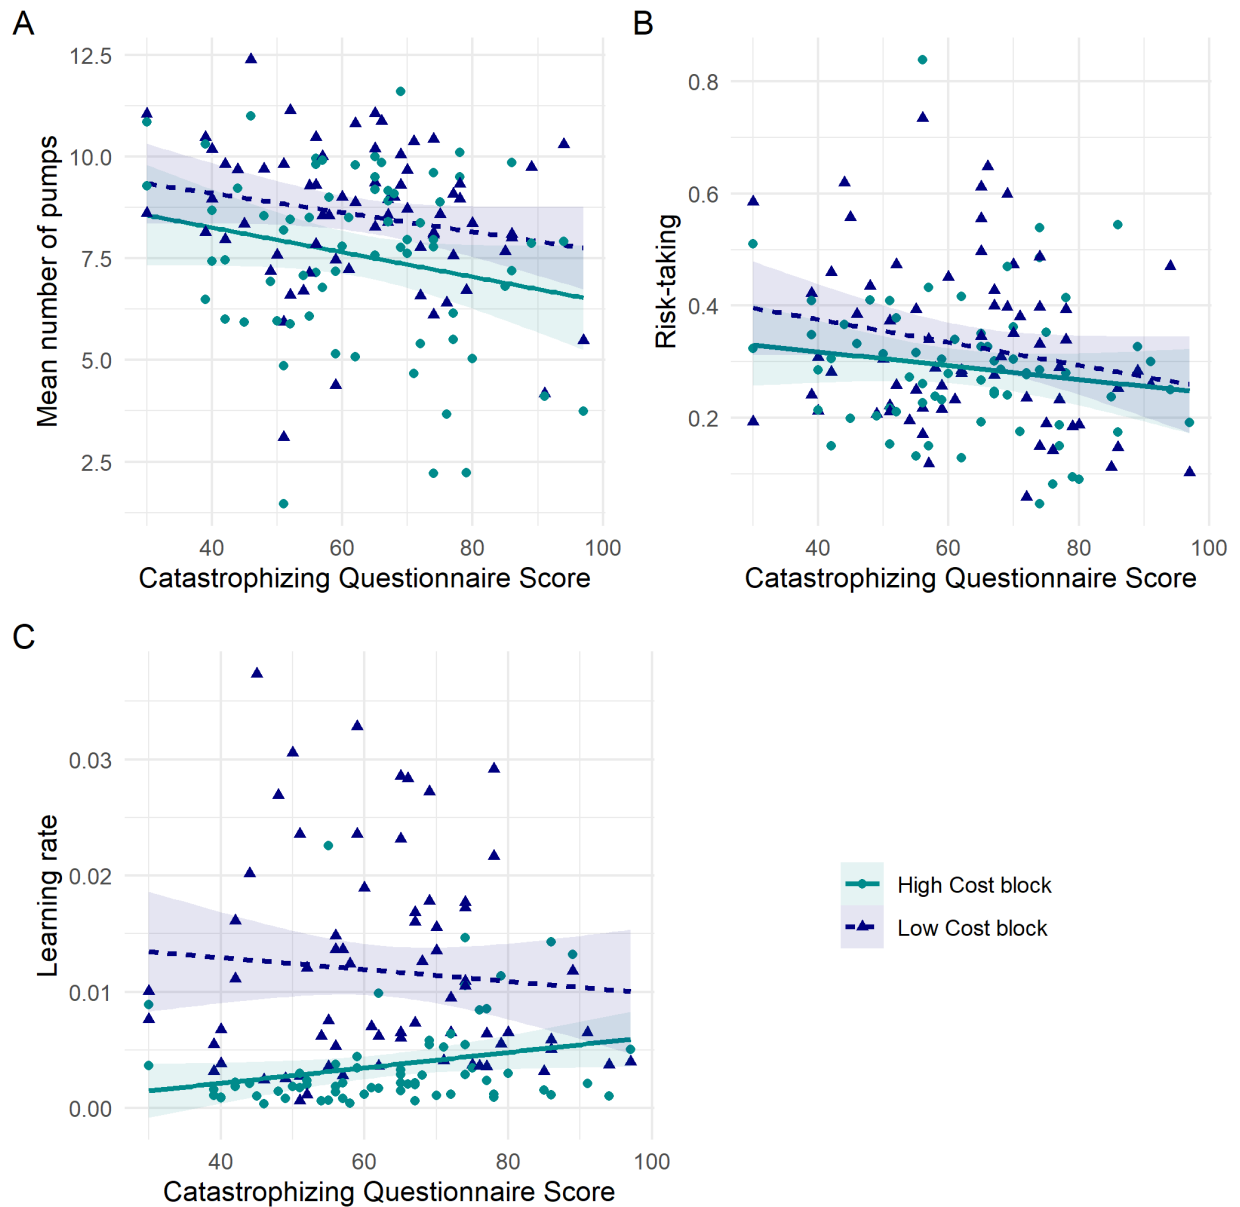 A
Mean number of pumps
12.5
10.0
7.5
5.0
2.5
40 60 80 100
Catastrophizing Questionnaire Score
B
Risk-taking
0.8
0.6
0.4
0.2
40 60 80 100
Catastrophizing Questionnaire Score
C
Learning rate
0.03
0.02
0.01
0.00
40 60 80 100
Catastrophizing Questionnaire Score
High Cost block
Low Cost block